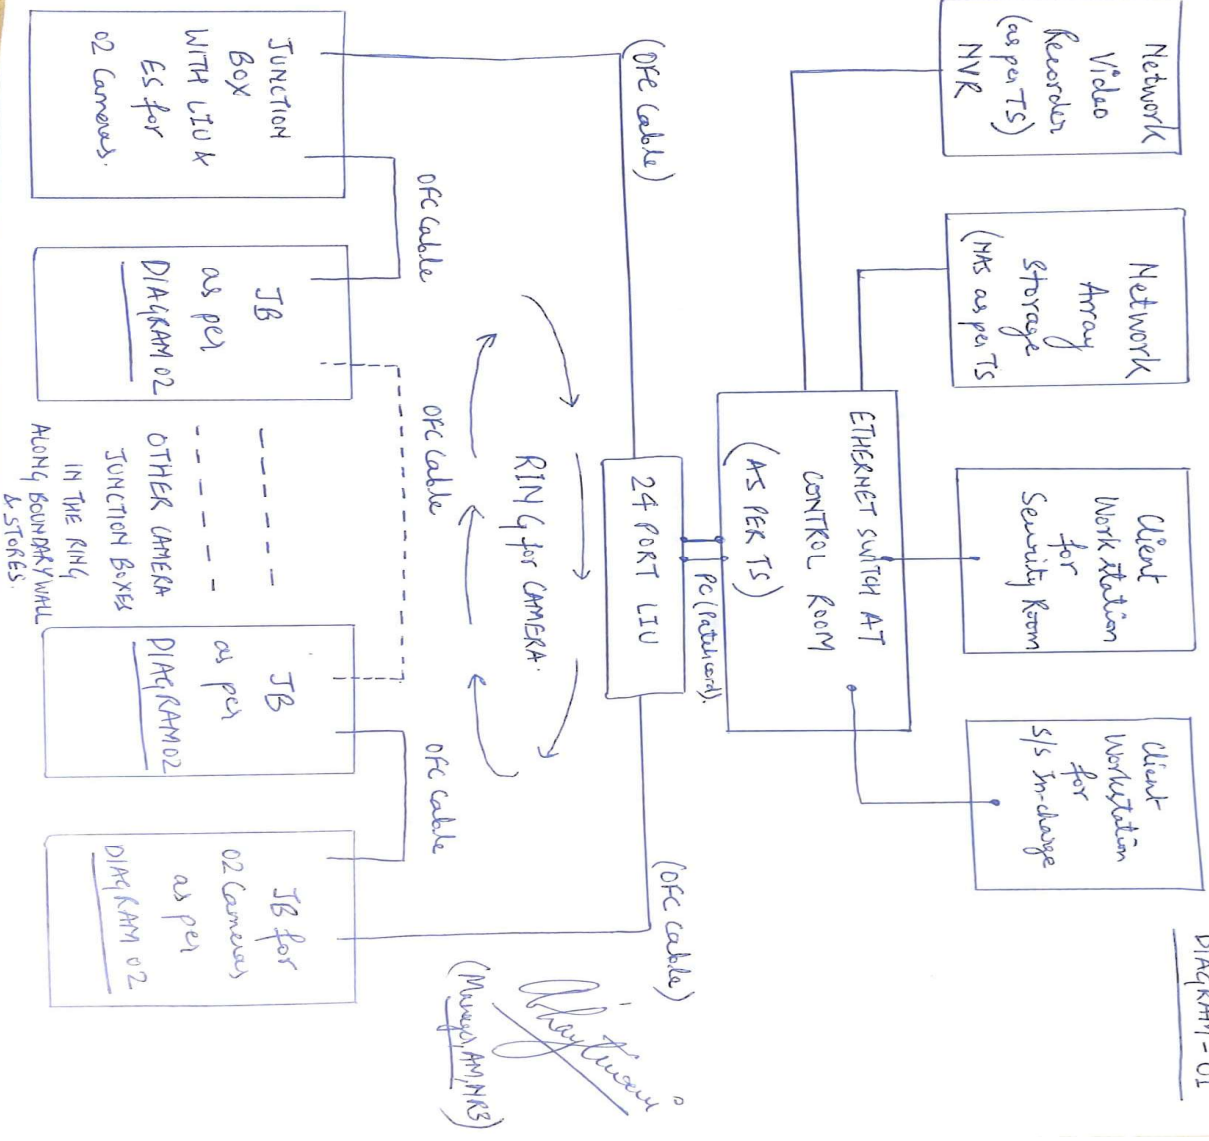 DIAGRAM - 01
Network
Video
Recorder
(as per TS)
NVR
Network
Array
Storage
(NAS as per TS
Client
Workstation
for
Security Room
Client
Workstation
for
S/S In-charge
ETHERNET SWITCH AT
CONTROL ROOM
(AS PER TS)
PC (Patch cord).
24 PORT LIU
(OFC Cable)
(OFC Cable)
RING for CAMERA.
OFC Cable
OFC Cable
OFC Cable
JUNCTION
BOX
WITH LIU &
ES for
02 Cameras.
JB
as per
DIAGRAM 02
OTHER CAMERA
JUNCTION BOXES
IN THE RING
ALONG BOUNDARY WALL
& STORES.
JB
as per
DIAGRAM 02
JB for
02 Cameras
as per
DIAGRAM 02
(Manager, AM, NR3)